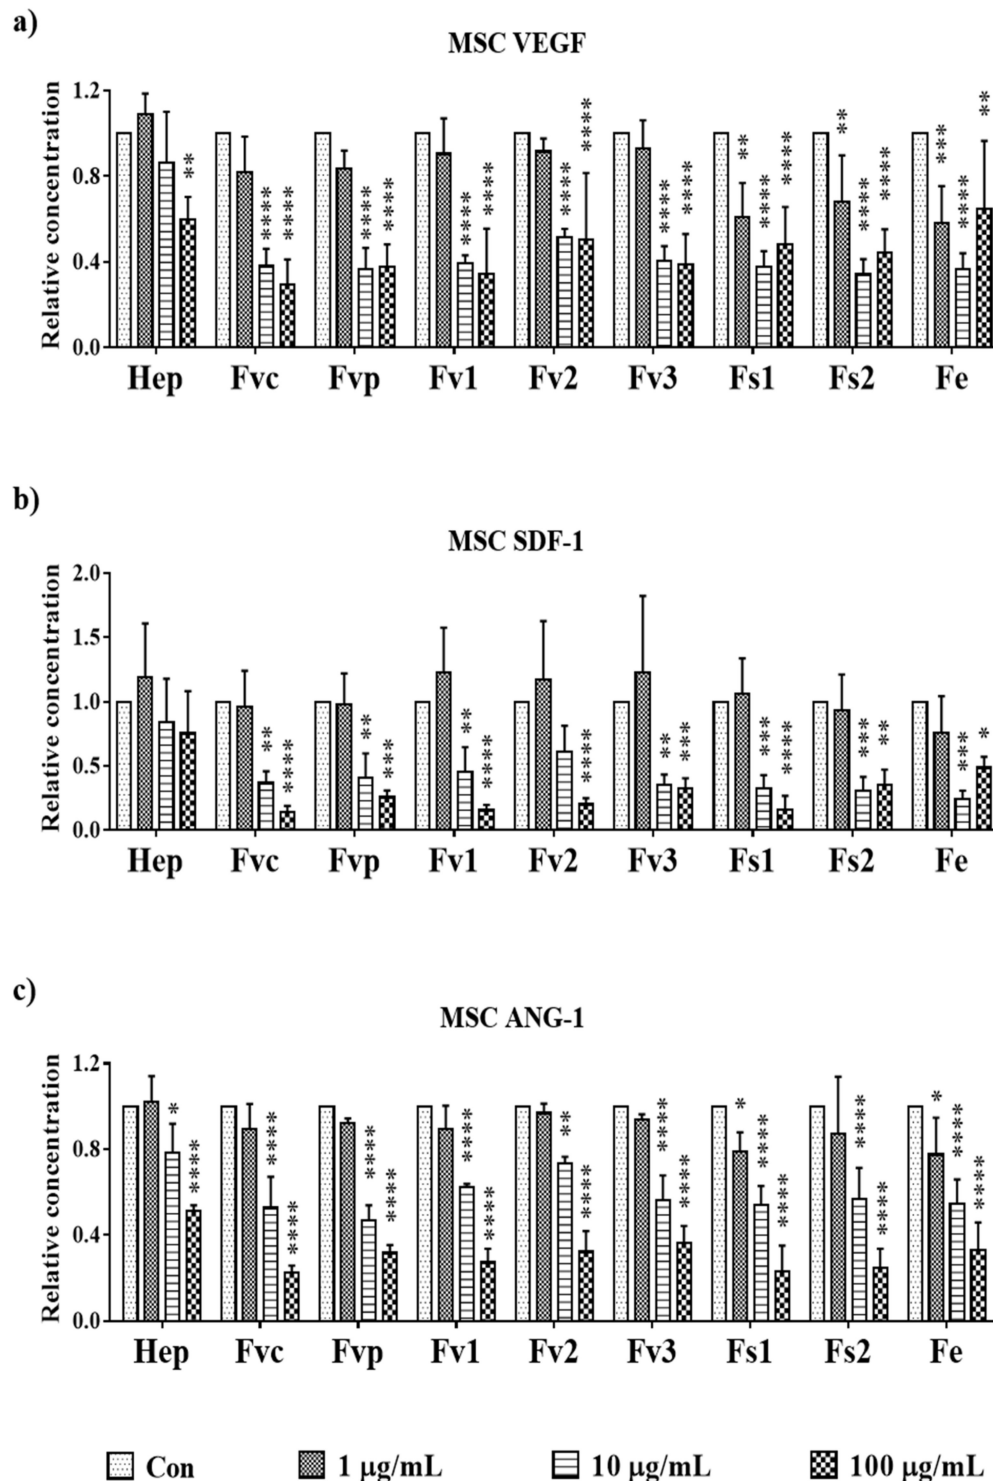 a)
MSC VEGF
Relative concentration
1.2
0.8
0.4
0.0
** **** **** **** **** **** **** **** **** **** **** ** **** **** ** **** **** *** **** **
Hep Fvc Fvp Fv1 Fv2 Fv3 Fs1 Fs2 Fe
b)
MSC SDF-1
Relative concentration
2.0
1.5
1.0
0.5
0.0
** **** ** *** ** **** **** ** *** *** **** *** ** *** *
Hep Fvc Fvp Fv1 Fv2 Fv3 Fs1 Fs2 Fe
c)
MSC ANG-1
Relative concentration
1.2
0.8
0.4
0.0
* **** **** **** **** **** **** **** ** **** **** **** * **** **** **** **** * **** ****
Hep Fvc Fvp Fv1 Fv2 Fv3 Fs1 Fs2 Fe
Con 1 μg/mL 10 μg/mL 100 μg/mL